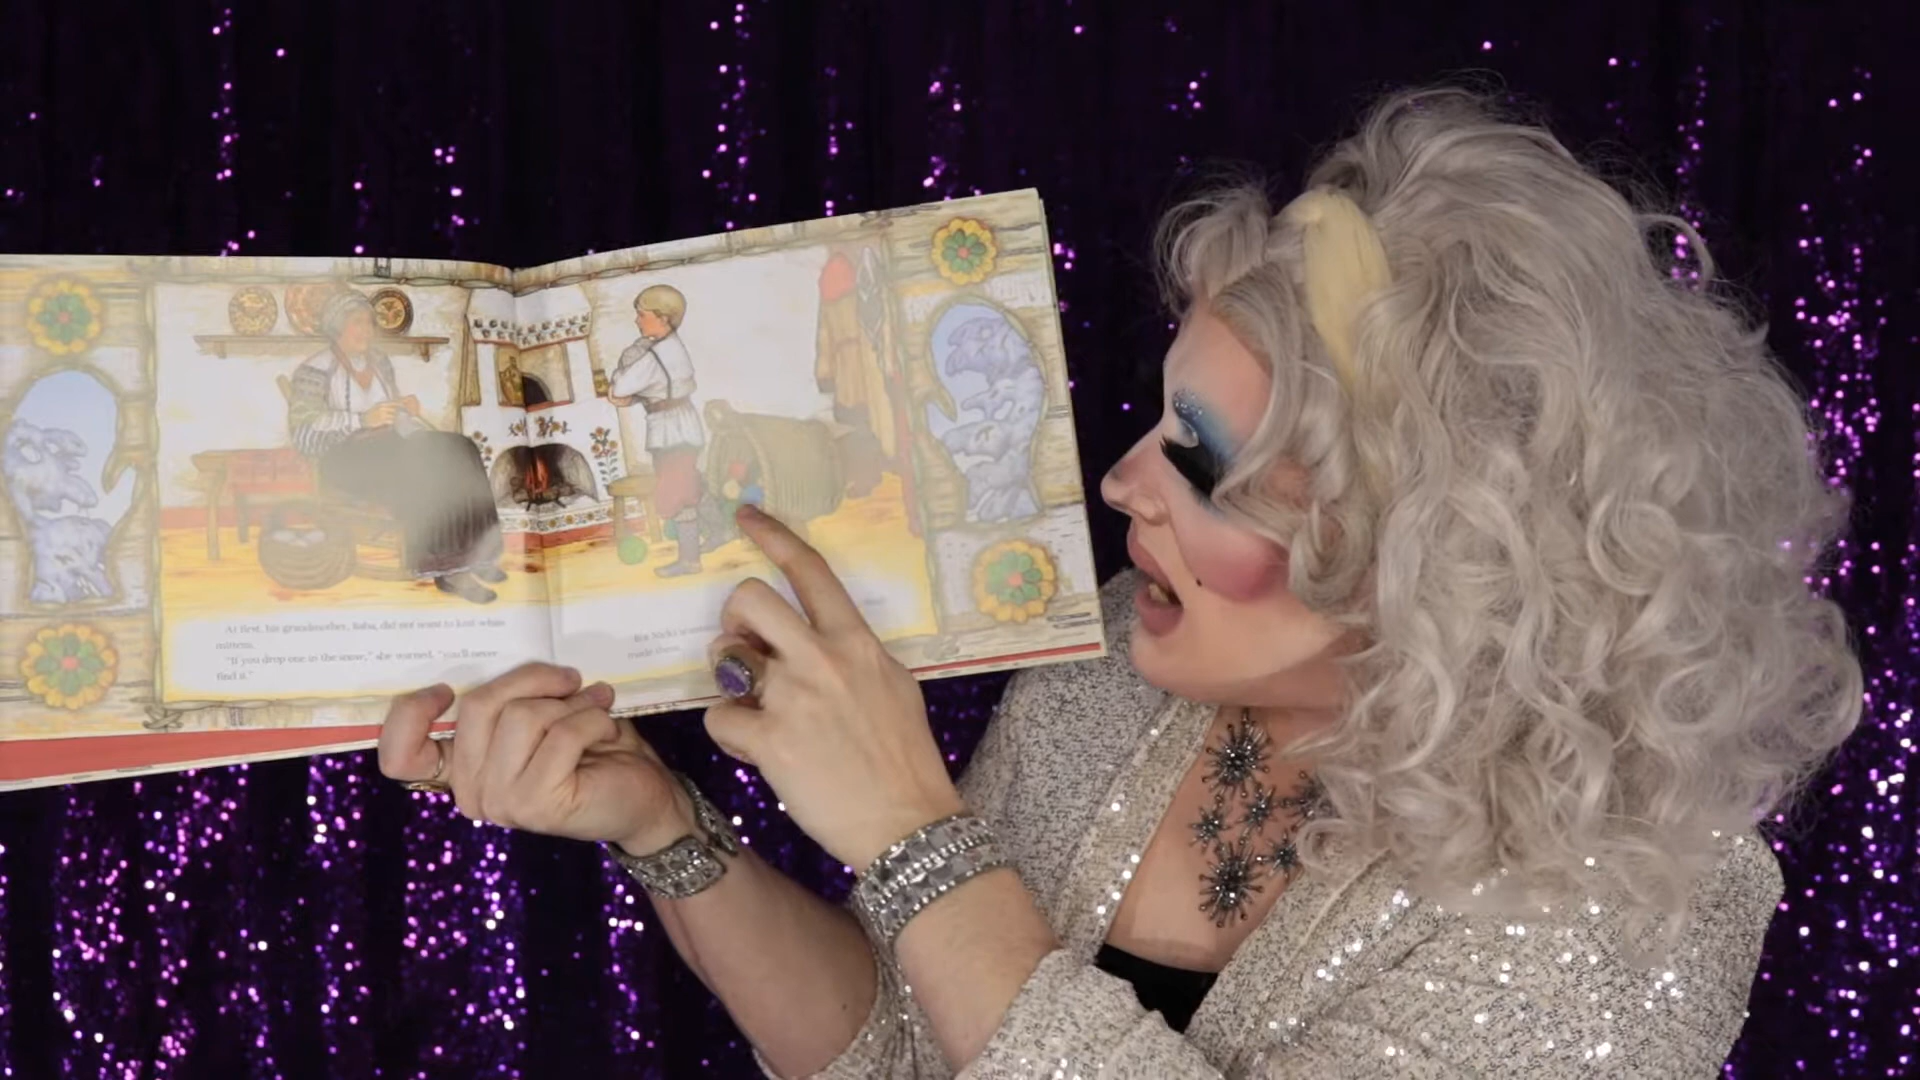 At first, his grandmother, Baba, did not want to knit white
mittens.
"If you drop one in the snow," she warned, "you'll never
find it."
But Nicki wanted
made them.